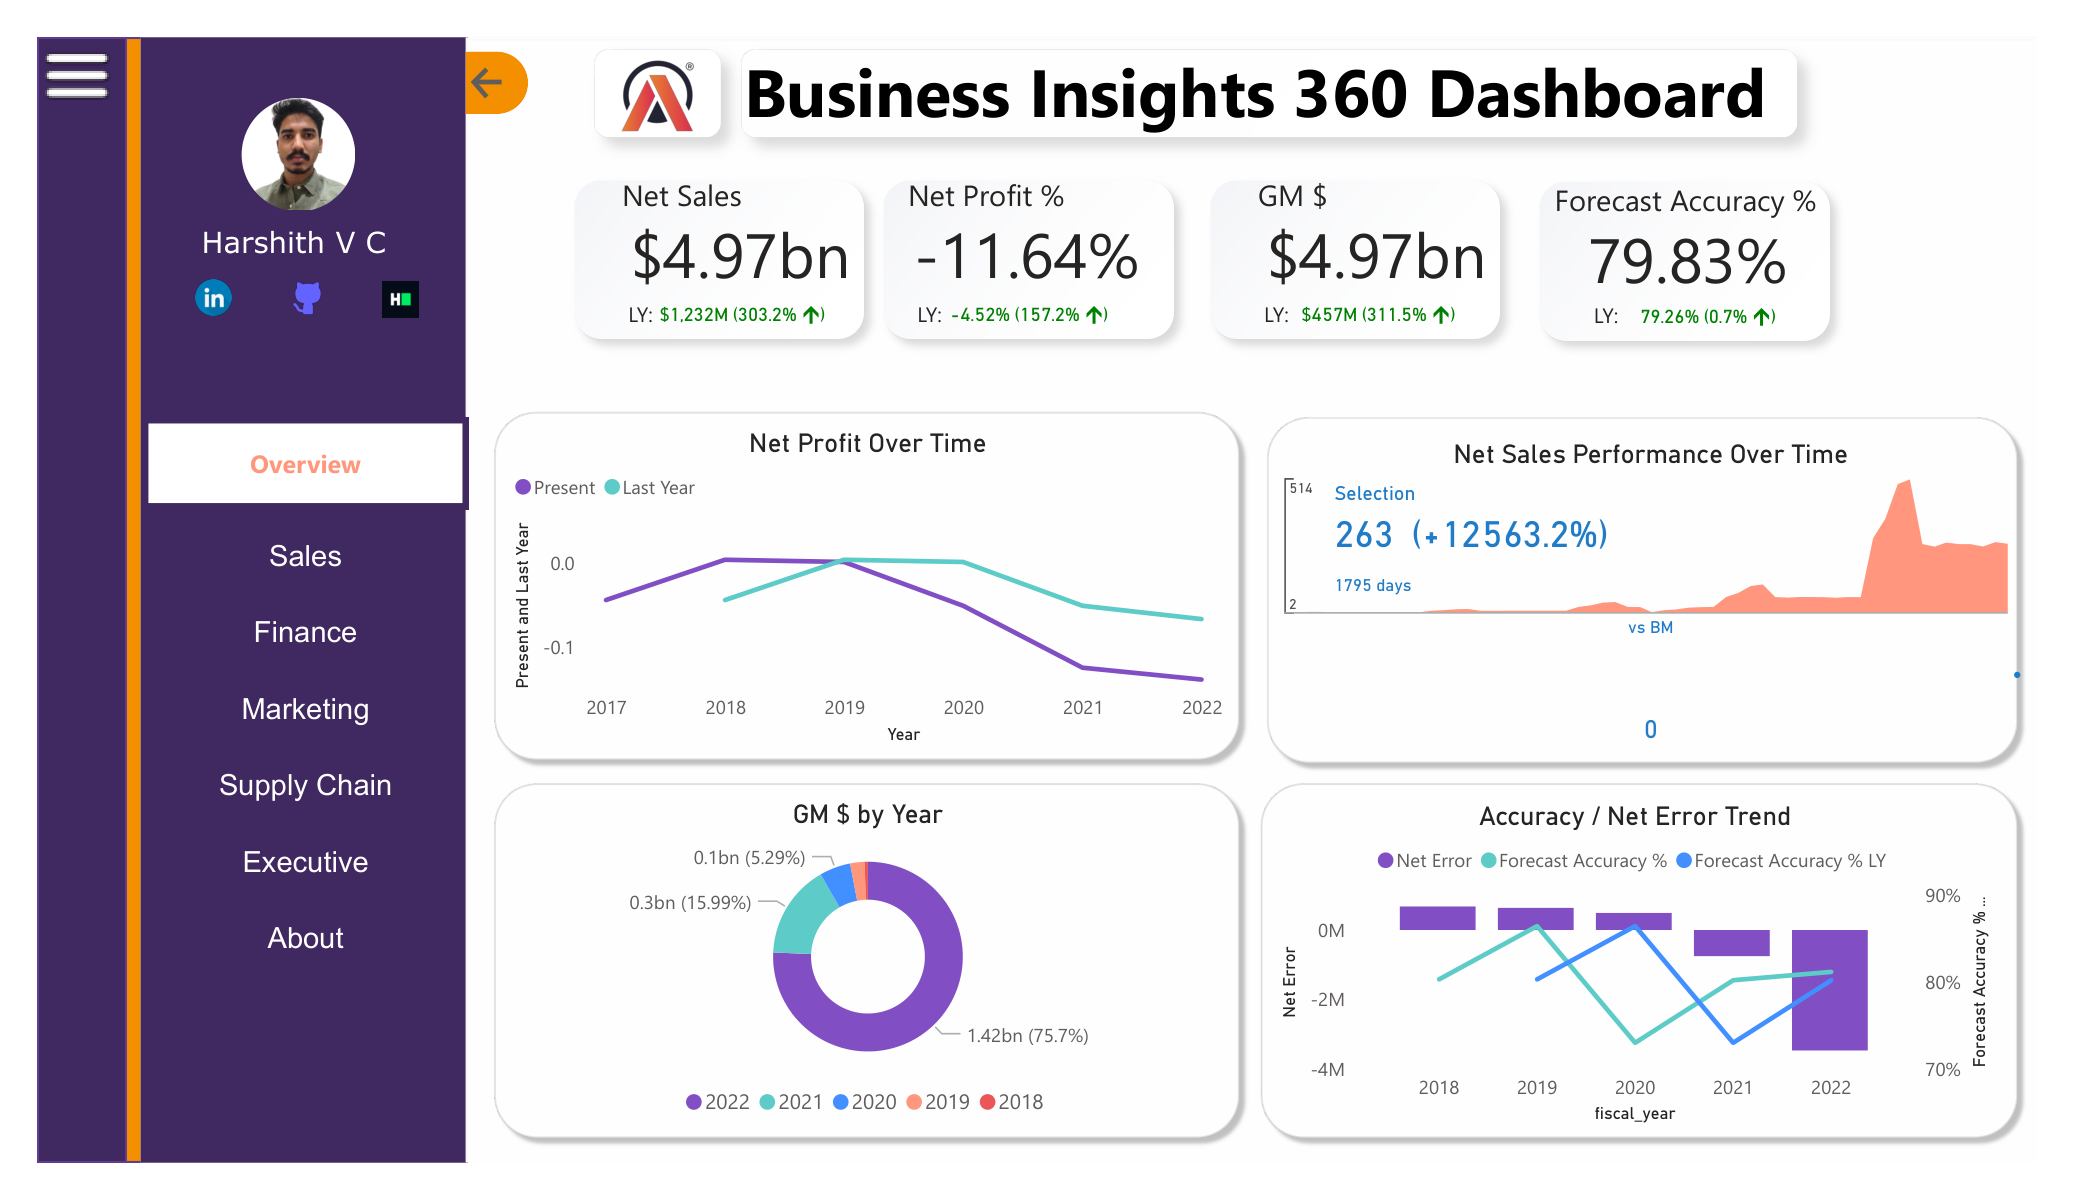 Business Insights 360 Dashboard
®
Harshith V C
in
H
Overview
Sales
Finance
Marketing
Supply Chain
Executive
About
Net Sales
$4.97bn
LY: $1,232M (303.2% ↑)
Net Profit %
-11.64%
LY: -4.52% (157.2% ↑)
GM $
$4.97bn
LY: $457M (311.5% ↑)
Forecast Accuracy %
79.83%
LY: 79.26% (0.7% ↑)
Net Profit Over Time
Present Last Year
Present and Last Year
0.0
-0.1
2017 2018 2019 2020 2021 2022
Year
Net Sales Performance Over Time
514
Selection
263 (+12563.2%)
1795 days
2
vs BM
0
GM $ by Year
0.1bn (5.29%)
0.3bn (15.99%)
1.42bn (75.7%)
2022 2021 2020 2019 2018
Accuracy / Net Error Trend
Net Error Forecast Accuracy % Forecast Accuracy % LY
Net Error
0M
-2M
-4M
90%
80%
70%
Forecast Accuracy % ...
2018 2019 2020 2021 2022
fiscal_year